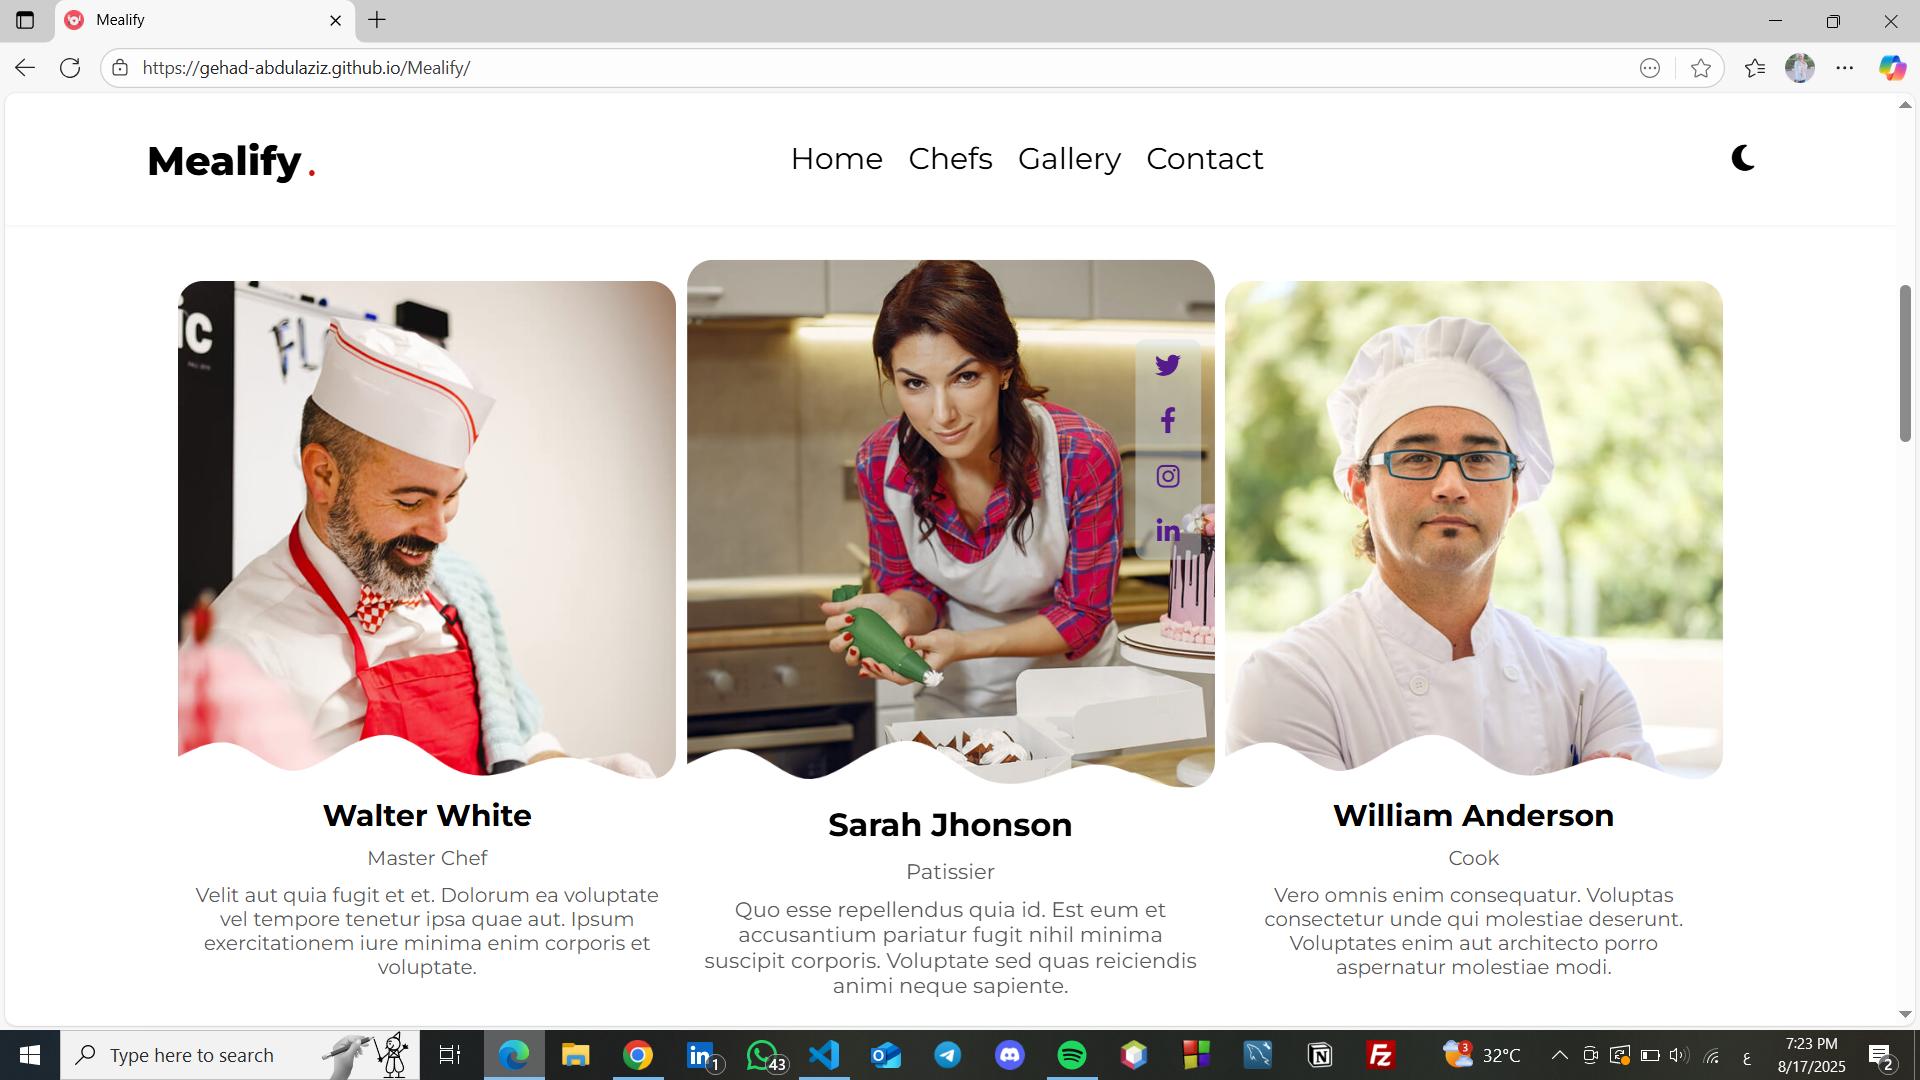 Mealify
https://gehad-abdulaziz.github.io/Mealify/
Mealify.
Home Chefs Gallery Contact
IC
FL
Walter White
Master Chef
Velit aut quia fugit et et. Dolorum ea voluptate
vel tempore tenetur ipsa quae aut. Ipsum
exercitationem iure minima enim corporis et
voluptate.
Sarah Jhonson
Patissier
Quo esse repellendus quia id. Est eum et
accusantium pariatur fugit nihil minima
suscipit corporis. Voluptate sed quas reiciendis
animi neque sapiente.
William Anderson
Cook
Vero omnis enim consequatur. Voluptas
consectetur unde qui molestiae deserunt.
Voluptates enim aut architecto porro
aspernatur molestiae modi.
Type here to search
1
43
3
32°C
ع
7:23 PM
8/17/2025
2